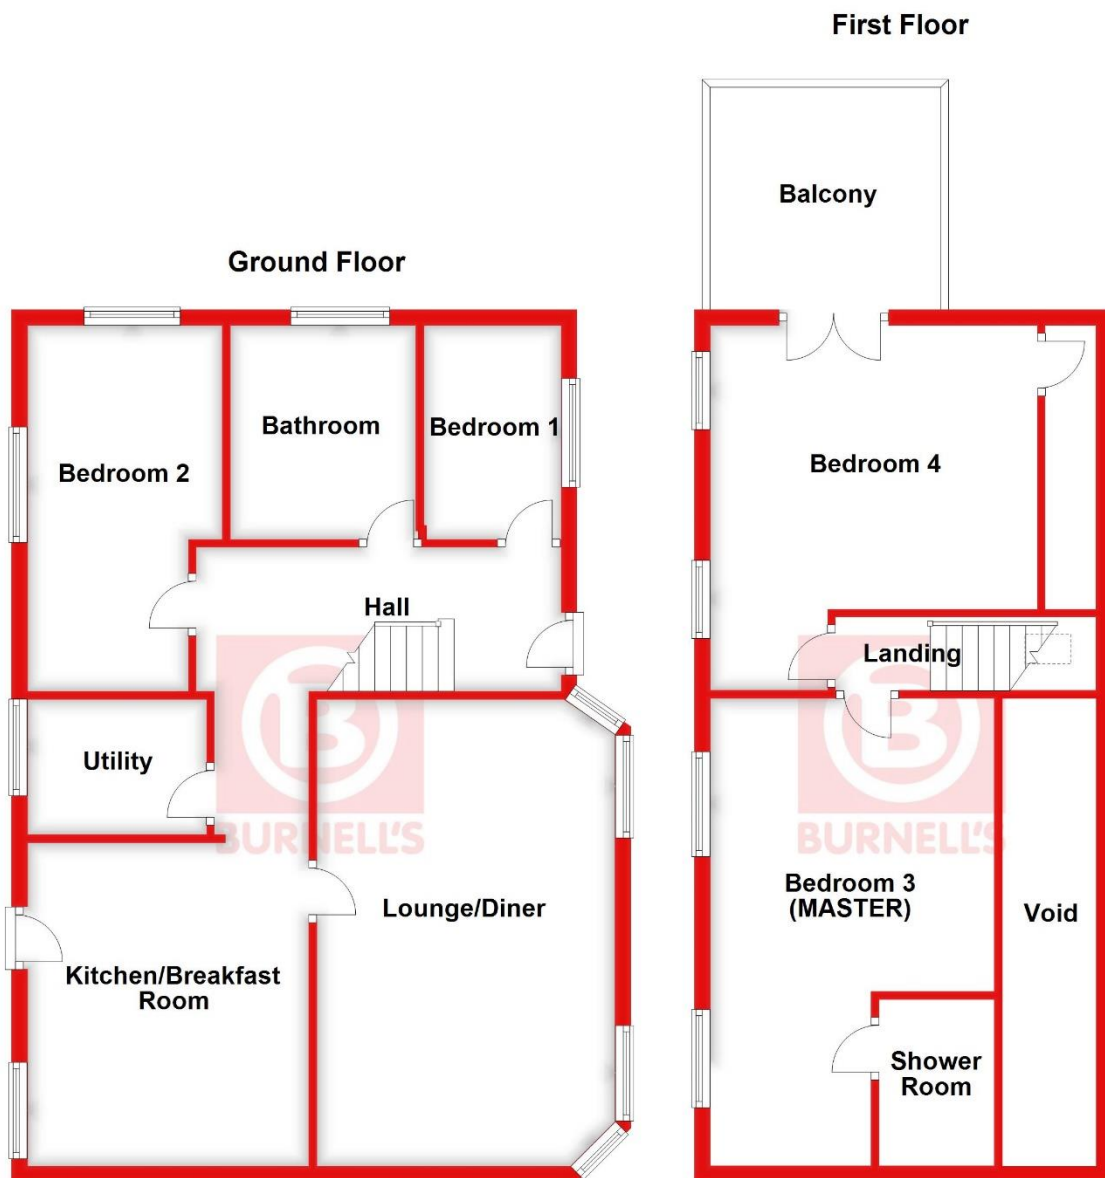 First Floor
Balcony
Ground Floor
Bathroom
Bedroom 1
Bedroom 2
Bedroom 4
Hall
Landing
Utility
BURNELL'S
BURNELL'S
Lounge/Diner
Bedroom 3
(MASTER)
Void
Kitchen/Breakfast
Room
Shower
Room